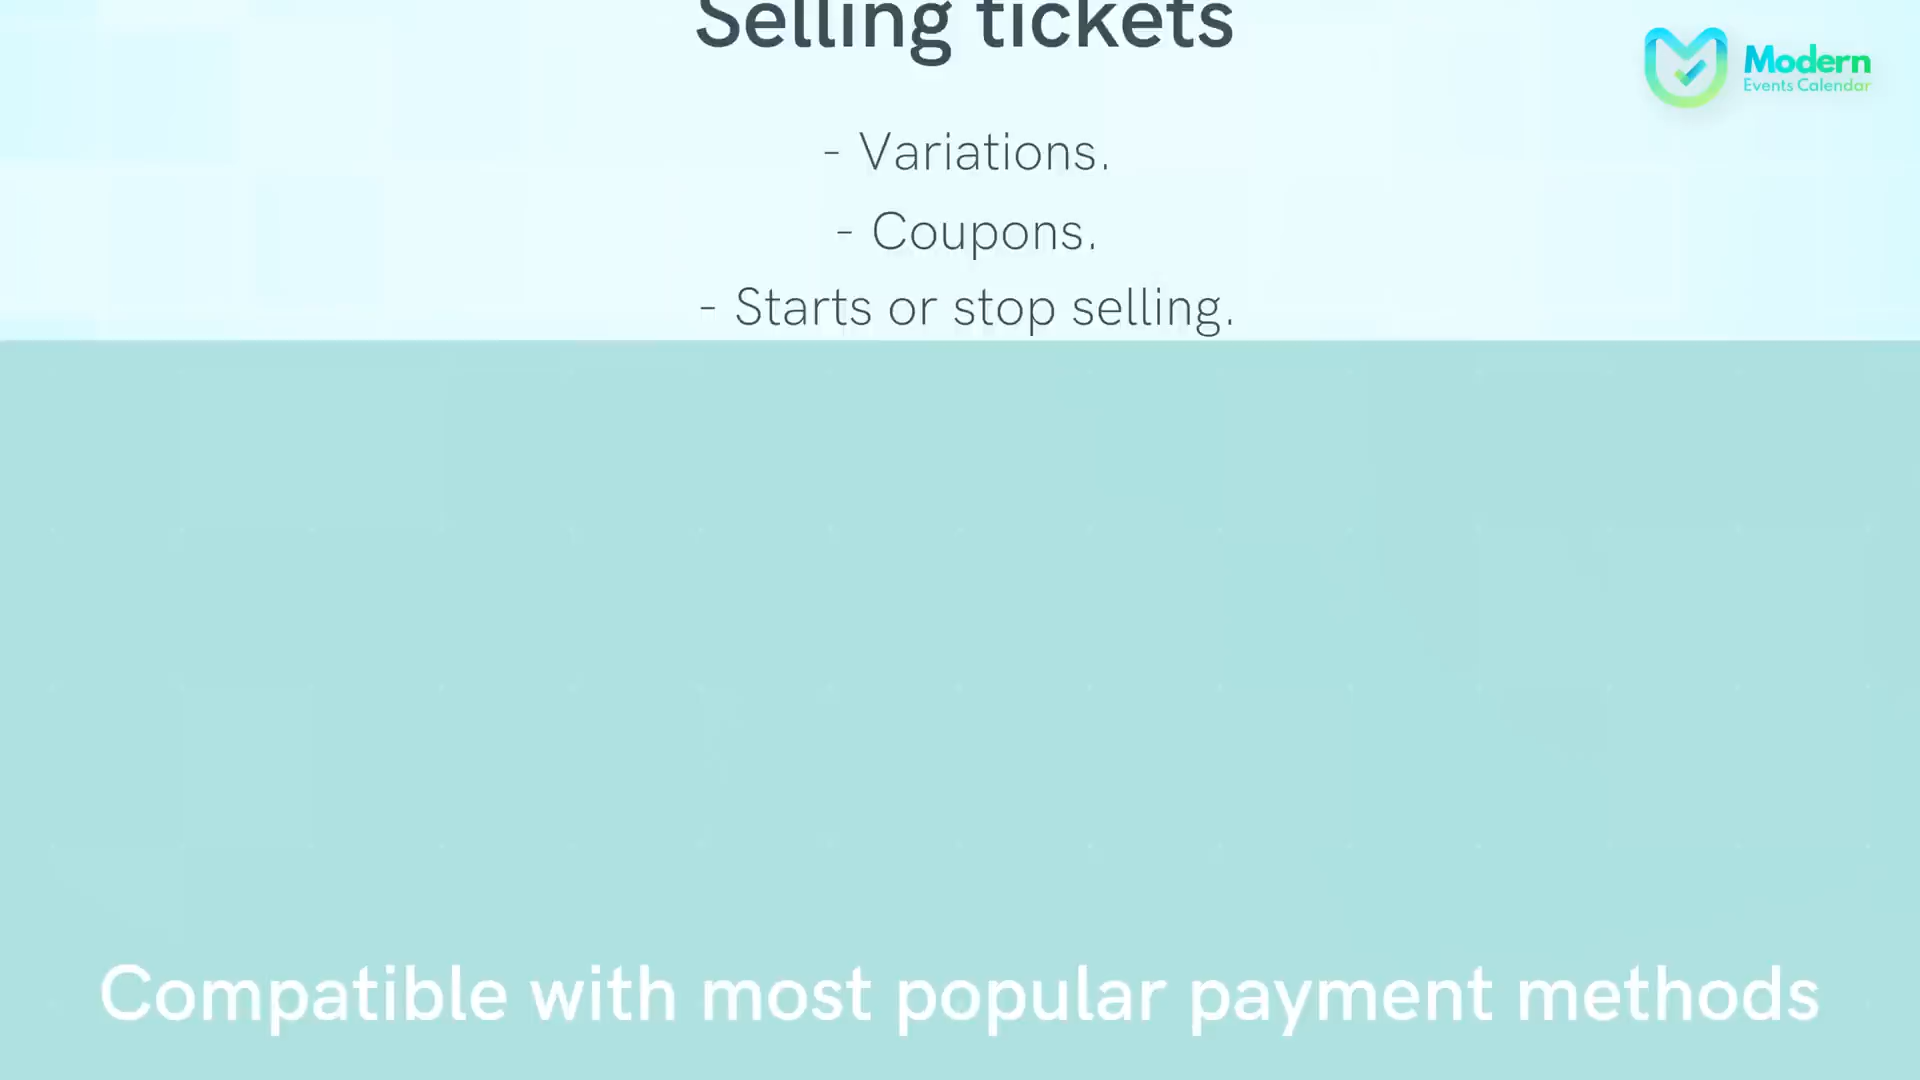 Selling tickets
Modern
Events Calendar
- Variations.
- Coupons.
- Starts or stop selling.
Compatible with most popular payment methods